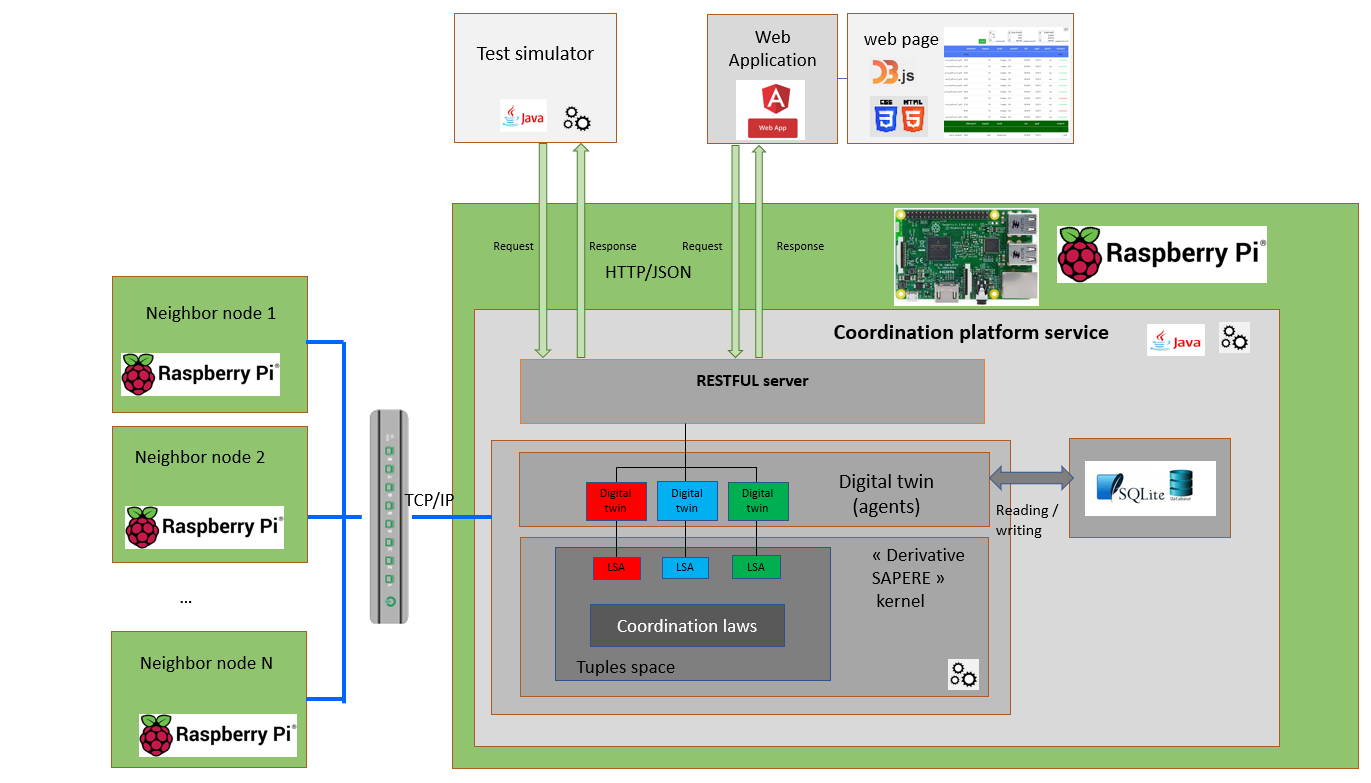 Test simulator
Java
Web
Application
Web App
web page
D3.js
CSS
HTML
Request
Response
Request
Response
HTTP/JSON
Raspberry Pi®
Coordination platform service
Java
RESTFUL server
Neighbor node 1
Raspberry Pi®
Neighbor node 2
Raspberry Pi®
...
Neighbor node N
Raspberry Pi®
TCP/IP
Digital
twin
Digital
twin
Digital
twin
Digital twin
(agents)
Reading /
writing
SQLite
Database
LSA
LSA
LSA
« Derivative
SAPERE »
kernel
Coordination laws
Tuples space